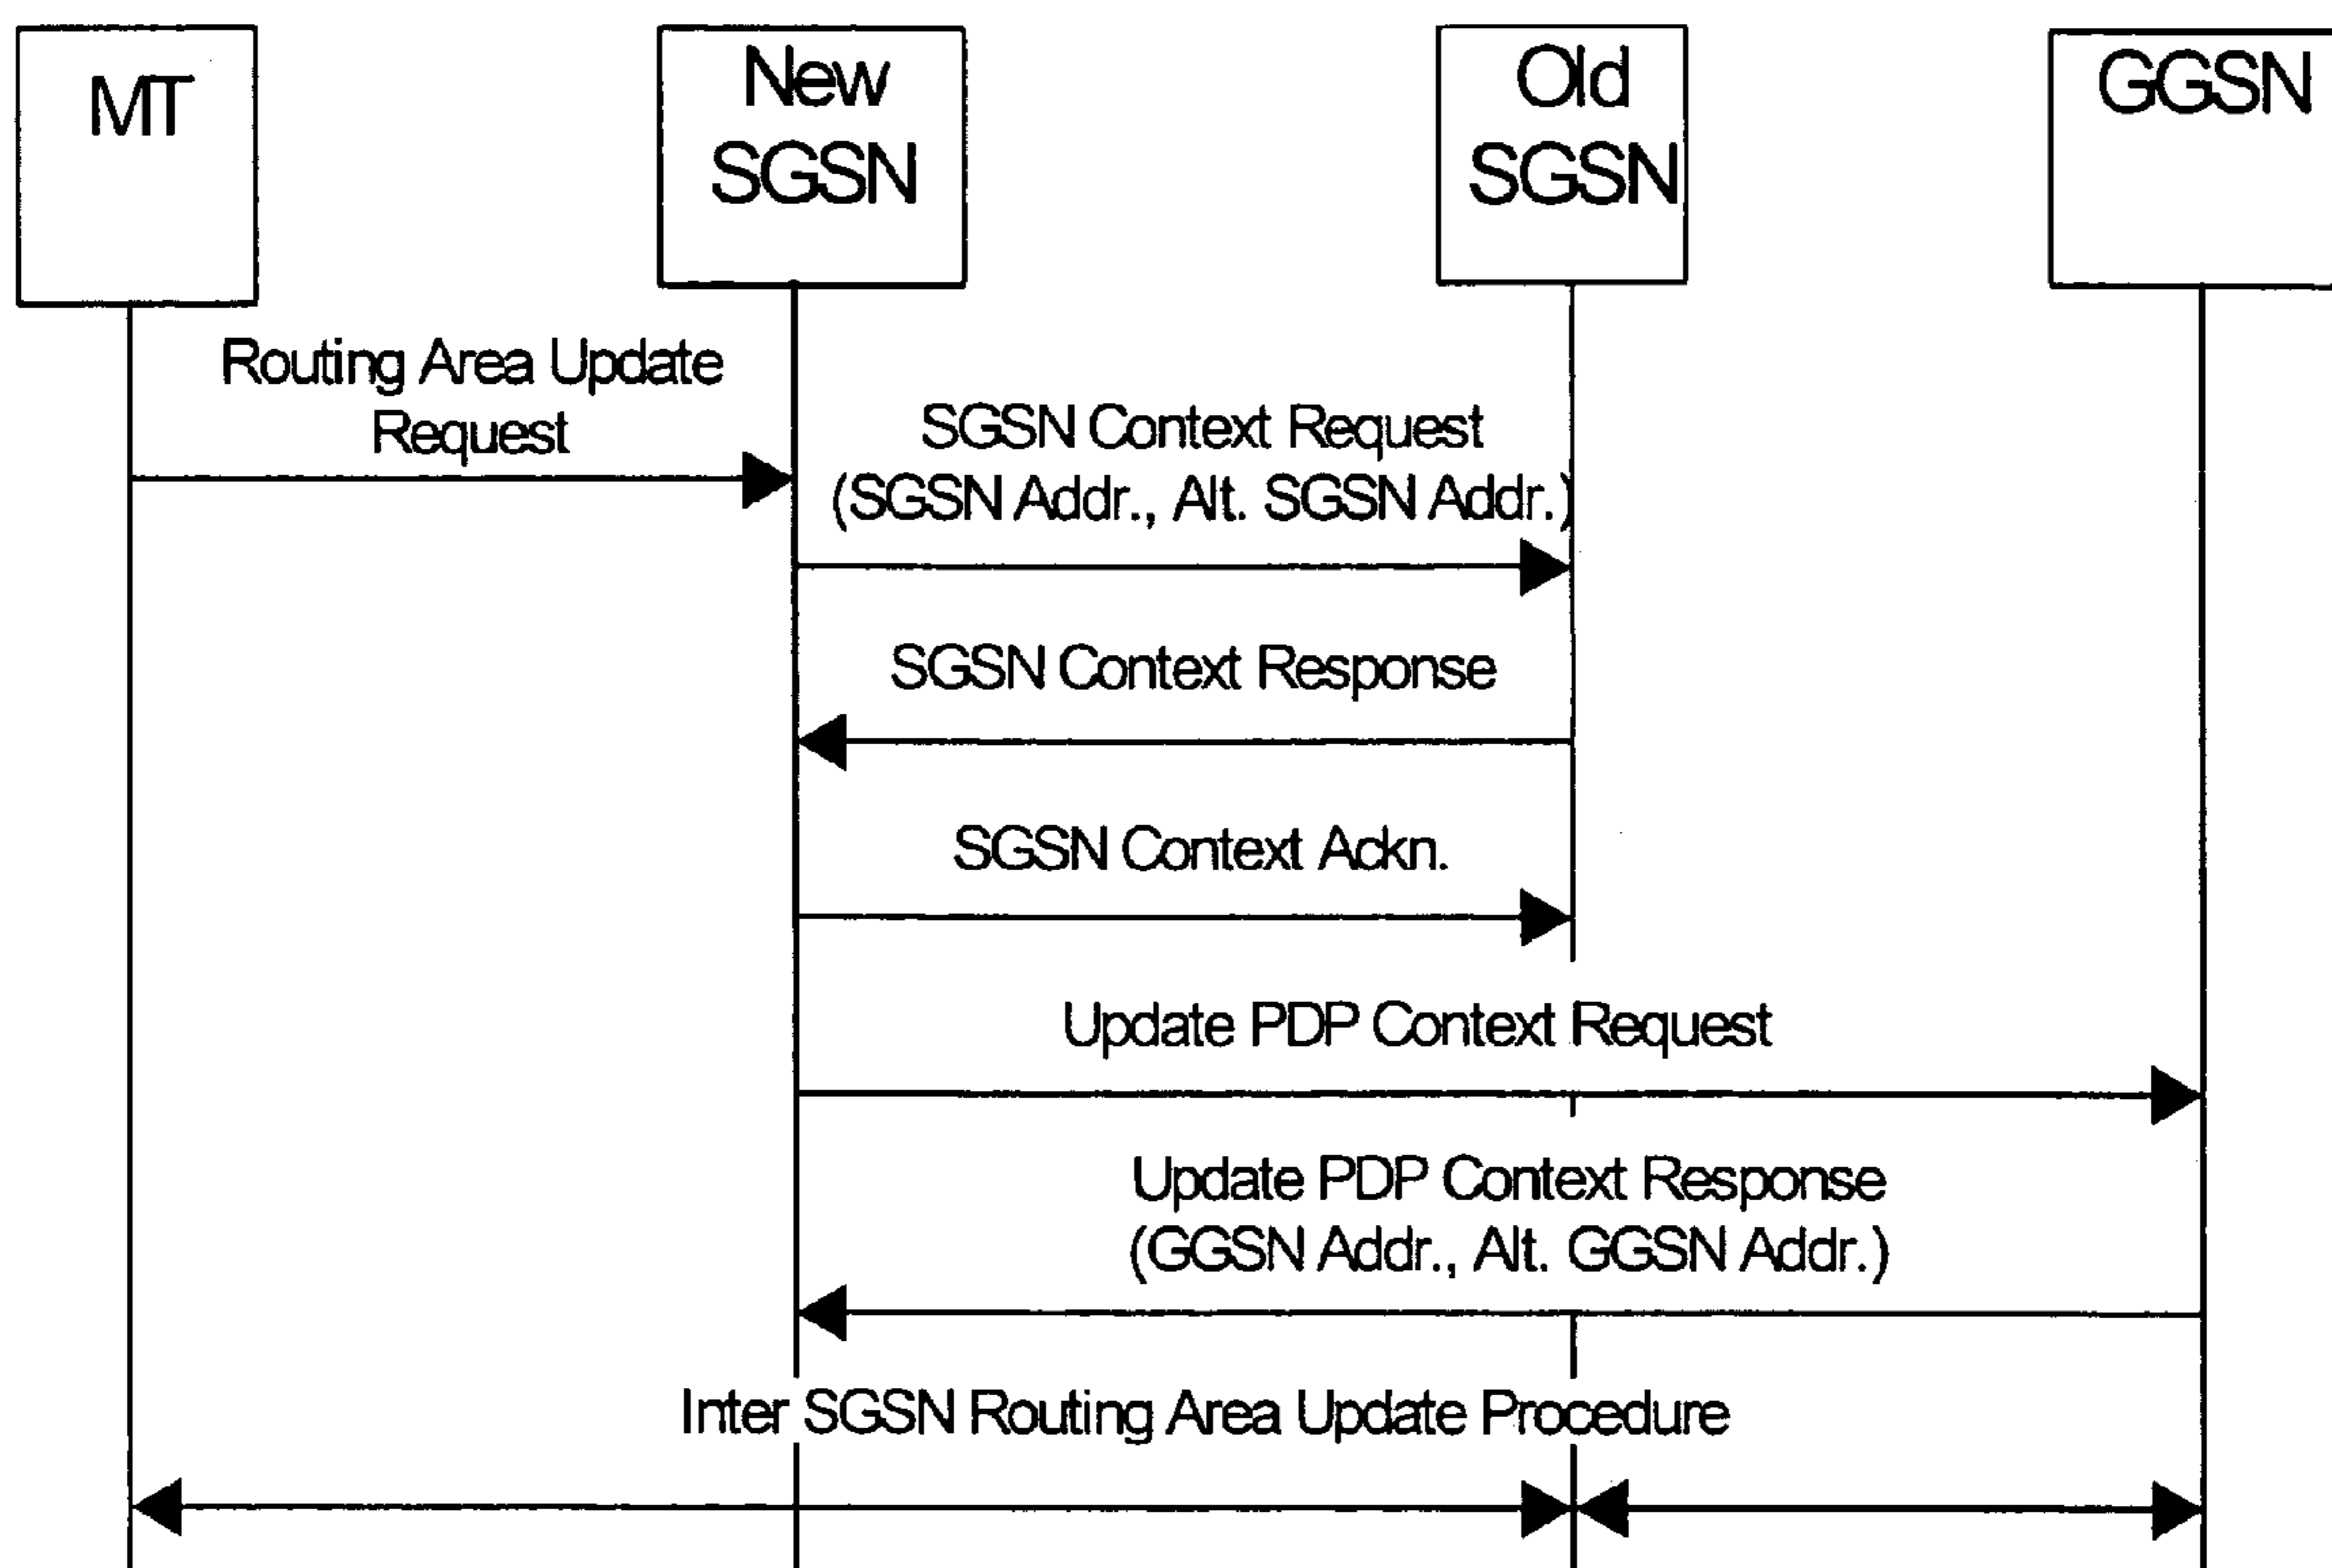 MT
New
SGSN
Old
SGSN
GGSN
Routing Area Update
Request
SGSN Context Request
(SGSN Addr., Alt. SGSN Addr.)
SGSN Context Response
SGSN Context Ackn.
Update PDP Context Request
Update PDP Context Response
(GGSN Addr., Alt. GGSN Addr.)
Inter SGSN Routing Area Update Procedure